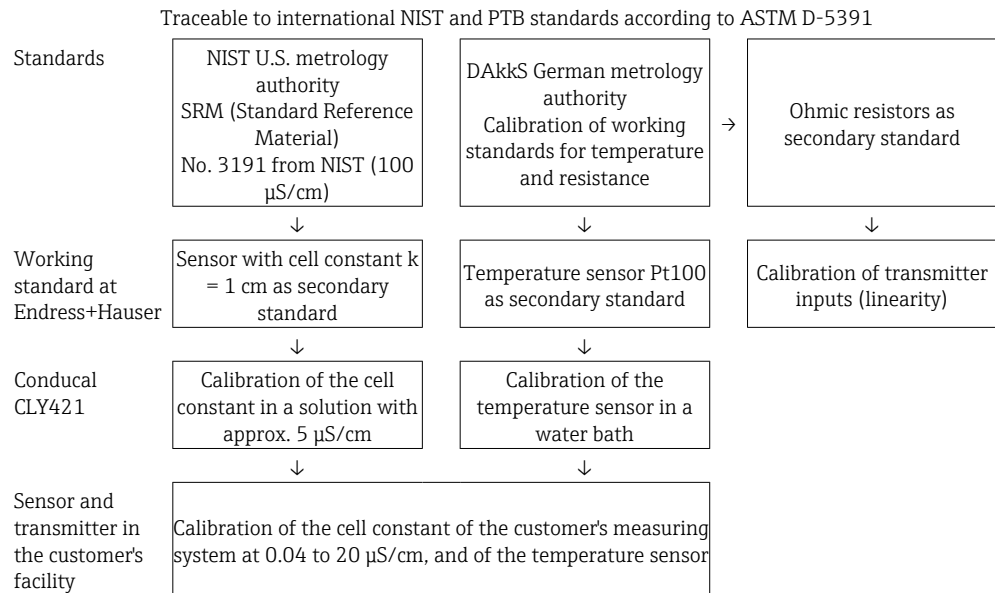 Traceable to international NIST and PTB standards according to ASTM D-5391
Standards
NIST U.S. metrology
authority
SRM (Standard Reference
Material)
No. 3191 from NIST (100
µS/cm)
↓
DAkkS German metrology
authority
Calibration of working
standards for temperature
and resistance
→
↓
Ohmic resistors as
secondary standard
↓
Working
standard at
Endress+Hauser
Sensor with cell constant k
= 1 cm as secondary
standard
↓
Temperature sensor Pt100
as secondary standard
↓
Calibration of transmitter
inputs (linearity)
Conducal
CLY421
Calibration of the cell
constant in a solution with
approx. 5 µS/cm
↓
Calibration of the
temperature sensor in a
water bath
↓
Sensor and
transmitter in
the customer's
facility
Calibration of the cell constant of the customer's measuring
system at 0.04 to 20 µS/cm, and of the temperature sensor